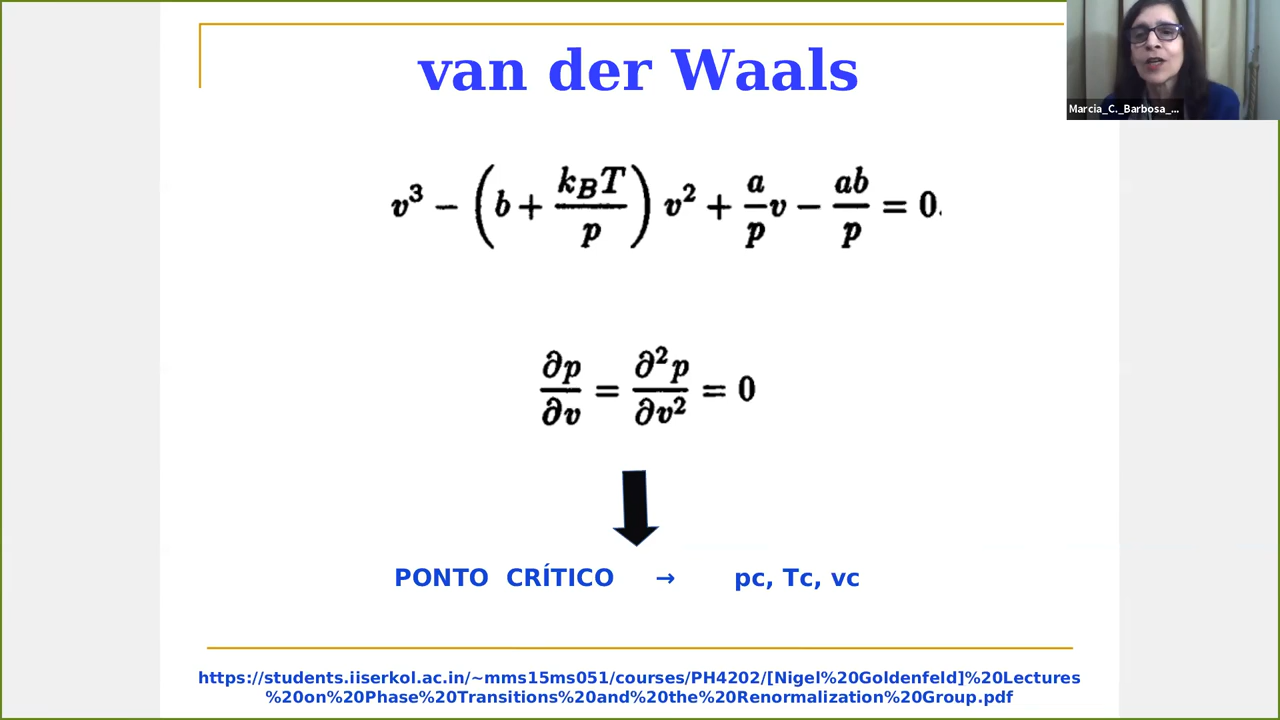 van der Waals
Marcia_C._Barbosa_...
v³ − (b + k_BT/p) v² + a/p v − ab/p = 0.
∂p/∂v = ∂²p/∂v² = 0
PONTO CRÍTICO → pc, Tc, vc
https://students.iiserkol.ac.in/~mms15ms051/courses/PH4202/[Nigel%20Goldenfeld]%20Lectures
%20on%20Phase%20Transitions%20and%20the%20Renormalization%20Group.pdf